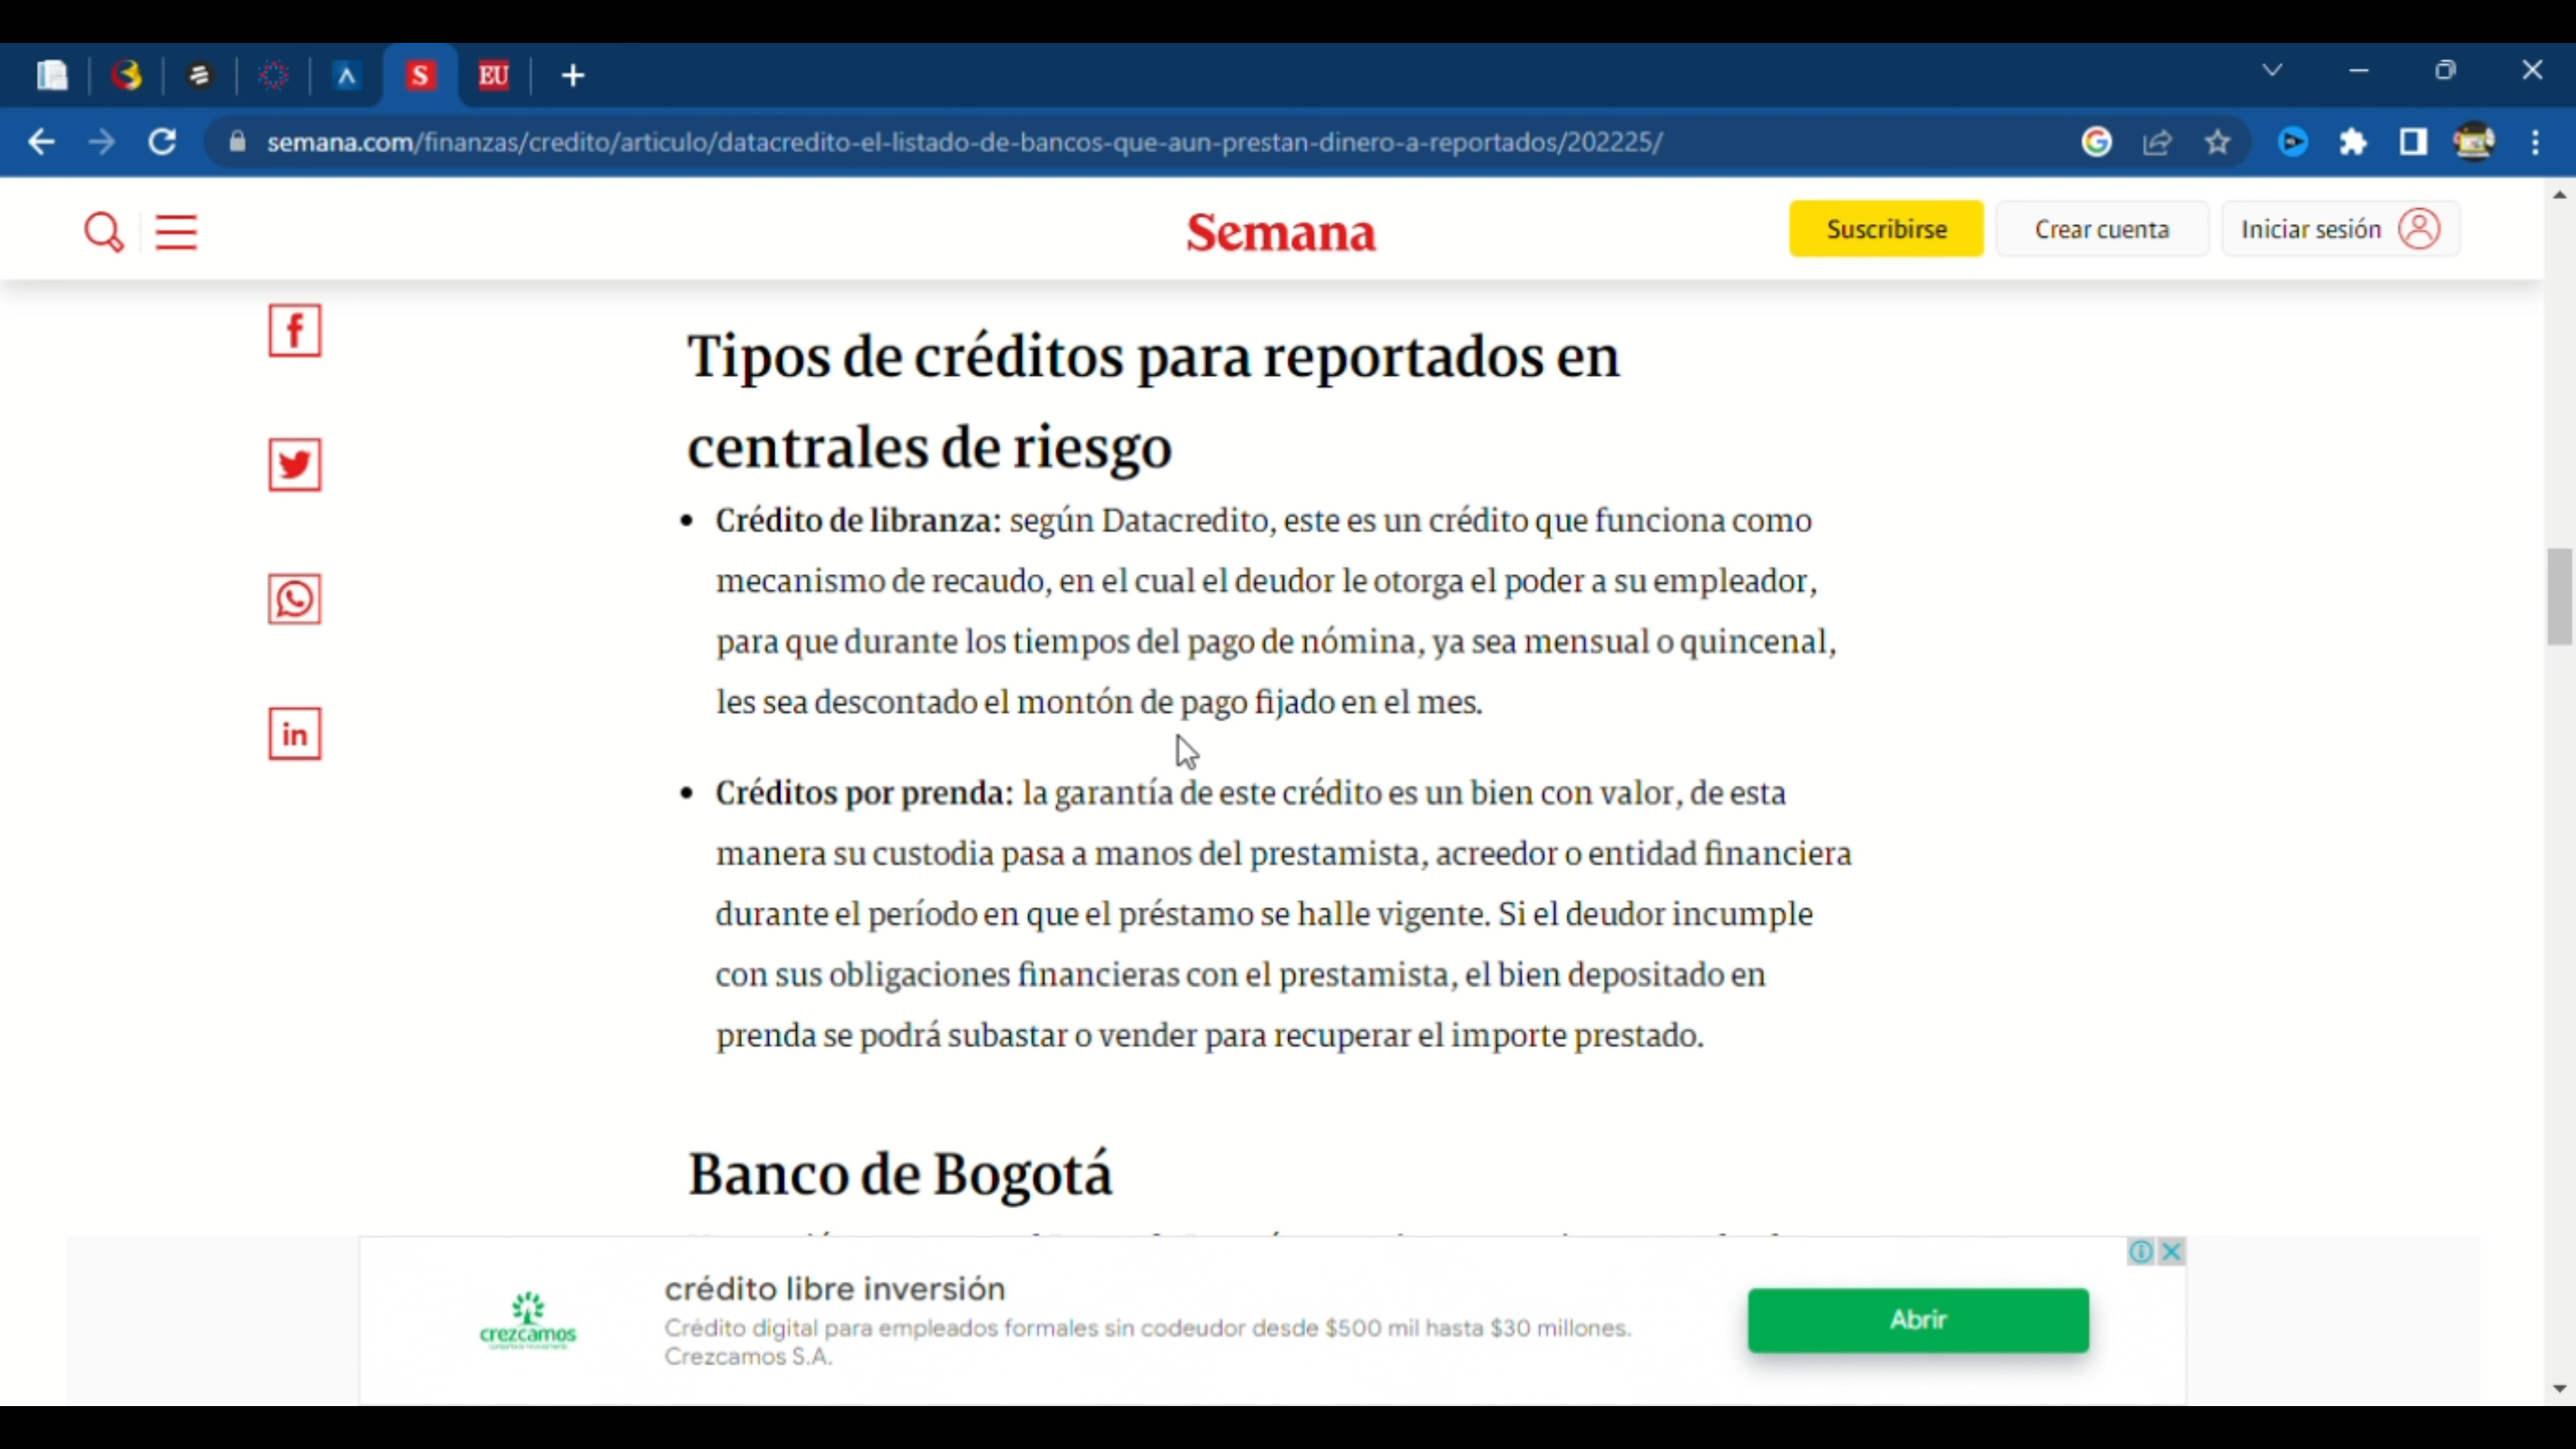 S
EU
semana.com/finanzas/credito/articulo/datacredito-el-listado-de-bancos-que-aun-prestan-dinero-a-reportados/202225/
Semana
Suscribirse
Crear cuenta
Iniciar sesión
Tipos de créditos para reportados en
centrales de riesgo
• Crédito de libranza: según Datacredito, este es un crédito que funciona como
mecanismo de recaudo, en el cual el deudor le otorga el poder a su empleador,
para que durante los tiempos del pago de nómina, ya sea mensual o quincenal,
les sea descontado el montón de pago fijado en el mes.
• Créditos por prenda: la garantía de este crédito es un bien con valor, de esta
manera su custodia pasa a manos del prestamista, acreedor o entidad financiera
durante el período en que el préstamo se halle vigente. Si el deudor incumple
con sus obligaciones financieras con el prestamista, el bien depositado en
prenda se podrá subastar o vender para recuperar el importe prestado.
Banco de Bogotá
crezcamos
crédito libre inversión
Crédito digital para empleados formales sin codeudor desde $500 mil hasta $30 millones.
Crezcamos S.A.
Abrir